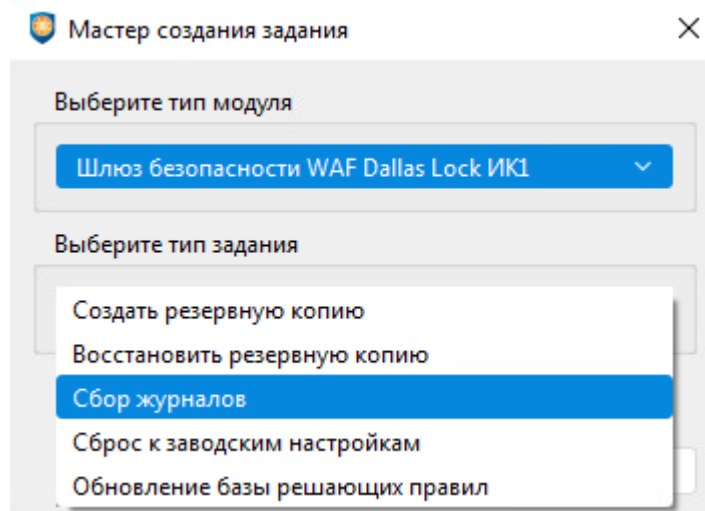 Мастер создания задания
Выберите тип модуля
Шлюз безопасности WAF Dallas Lock ИК1
Выберите тип задания
Создать резервную копию
Восстановить резервную копию
Сбор журналов
Сброс к заводским настройкам
Обновление базы решающих правил